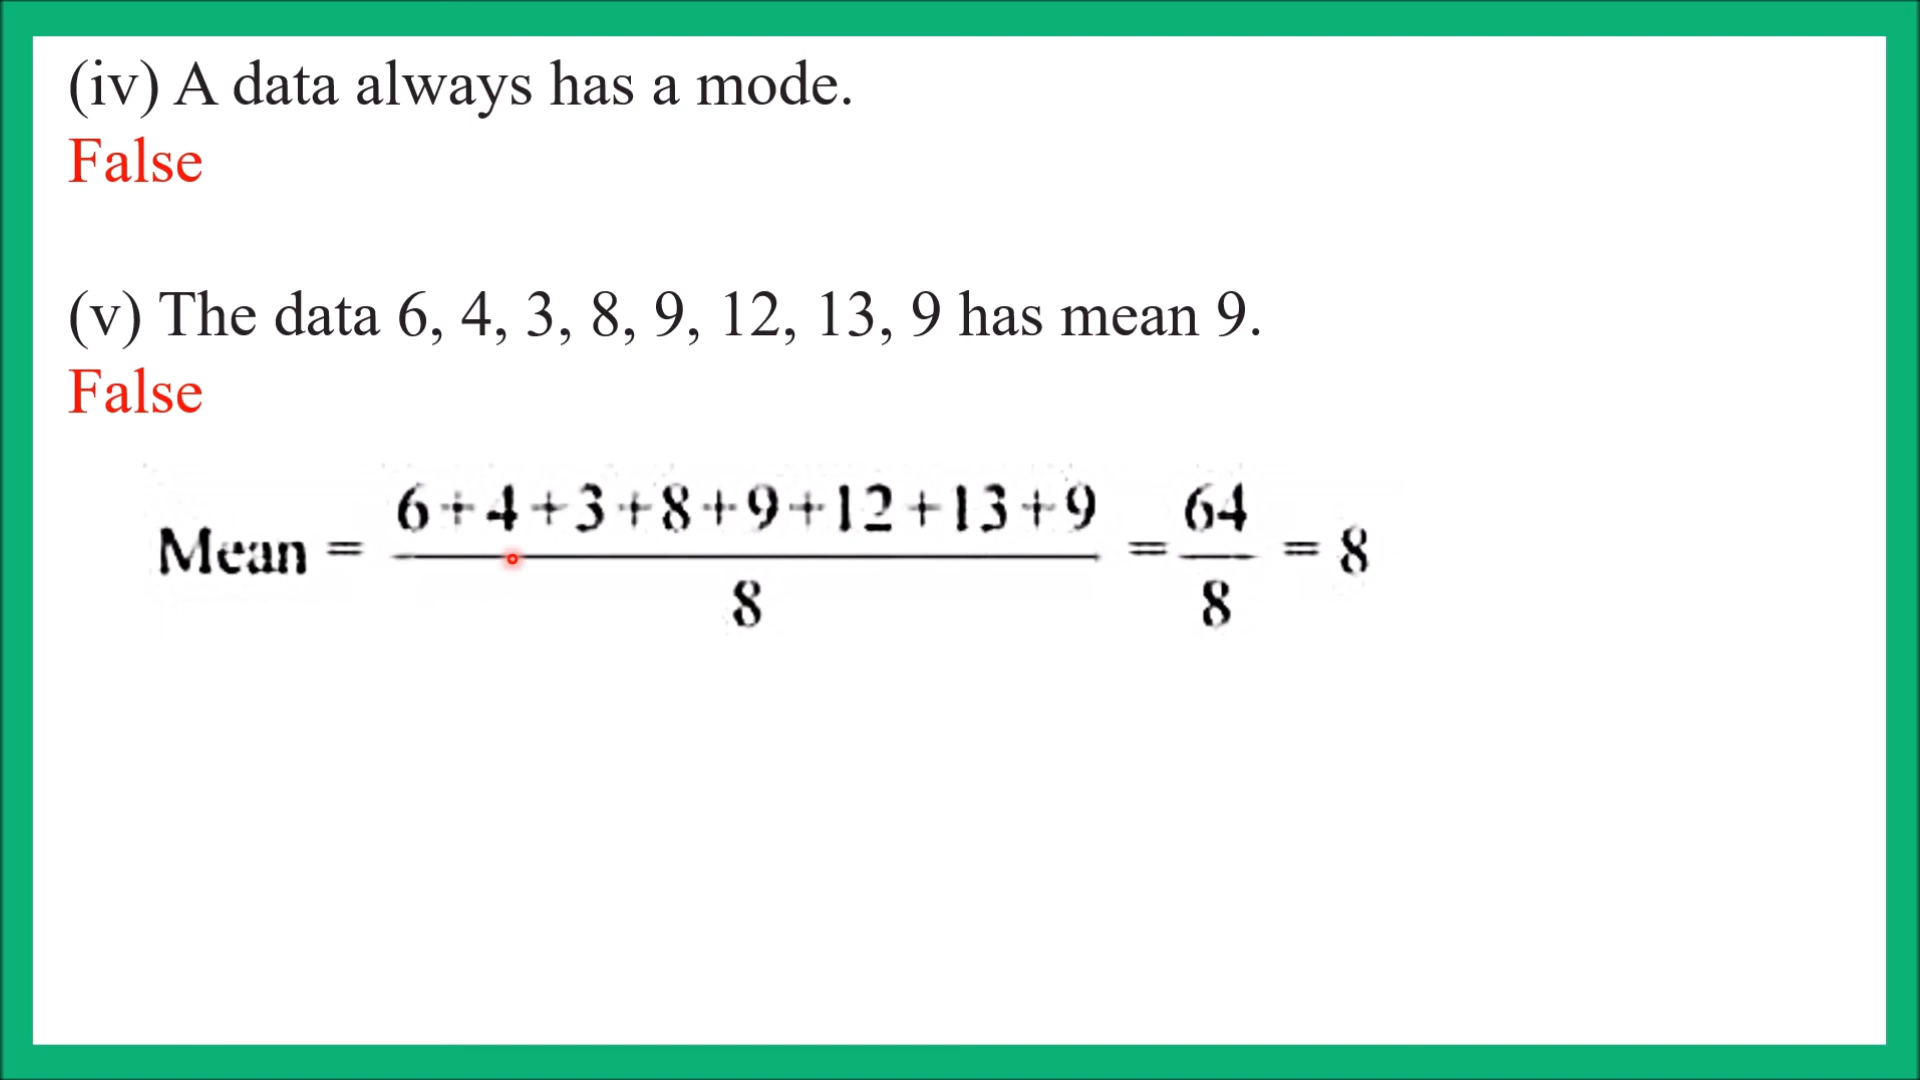 (iv) A data always has a mode.
False
(v) The data 6, 4, 3, 8, 9, 12, 13, 9 has mean 9.
False
Mean = 6+4+3+8+9+12+13+9 / 8 = 64 / 8 = 8